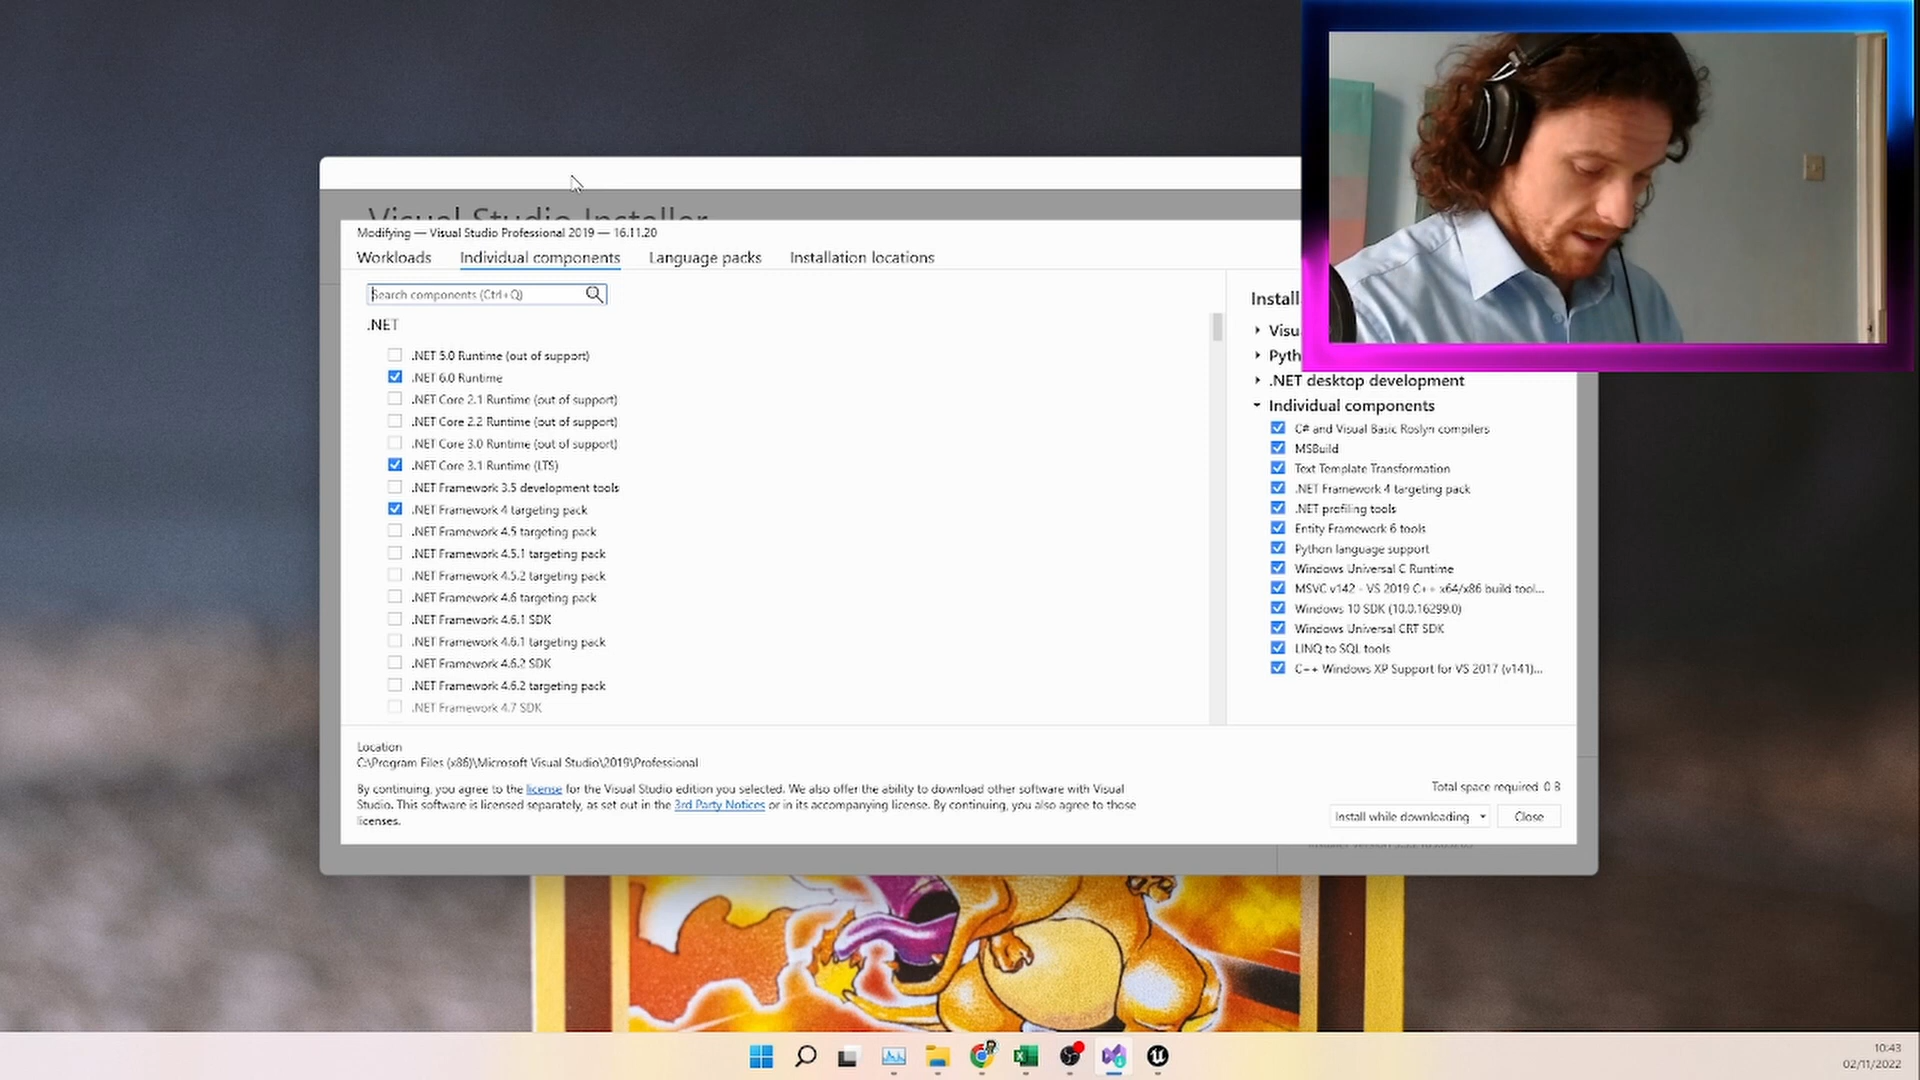 Visual Studio Installer
Modifying — Visual Studio Professional 2019 — 16.11.20
Workloads
Individual components
Language packs
Installation locations
Search components (Ctrl+Q)
.NET
.NET 5.0 Runtime (out of support)
.NET 6.0 Runtime
.NET Core 2.1 Runtime (out of support)
.NET Core 2.2 Runtime (out of support)
.NET Core 3.0 Runtime (out of support)
.NET Core 3.1 Runtime (LTS)
.NET Framework 3.5 development tools
.NET Framework 4 targeting pack
.NET Framework 4.5 targeting pack
.NET Framework 4.5.1 targeting pack
.NET Framework 4.5.2 targeting pack
.NET Framework 4.6 targeting pack
.NET Framework 4.6.1 SDK
.NET Framework 4.6.1 targeting pack
.NET Framework 4.6.2 SDK
.NET Framework 4.6.2 targeting pack
.NET Framework 4.7 SDK
Install
Visu
Pyth
.NET desktop development
Individual components
C# and Visual Basic Roslyn compilers
MSBuild
Text Template Transformation
.NET Framework 4 targeting pack
.NET profiling tools
Entity Framework 6 tools
Python language support
Windows Universal C Runtime
MSVC v142 - VS 2019 C++ x64/x86 build tool...
Windows 10 SDK (10.0.16299.0)
Windows Universal CRT SDK
LINQ to SQL tools
C++ Windows XP Support for VS 2017 (v141)...
Location
C:\Program Files (x86)\Microsoft Visual Studio\2019\Professional
By continuing, you agree to the license for the Visual Studio edition you selected. We also offer the ability to download other software with Visual
Studio. This software is licensed separately, as set out in the 3rd Party Notices or in its accompanying license. By continuing, you also agree to those
licenses.
Total space required 0 B
Install while downloading
Close
10:43
02/11/2022